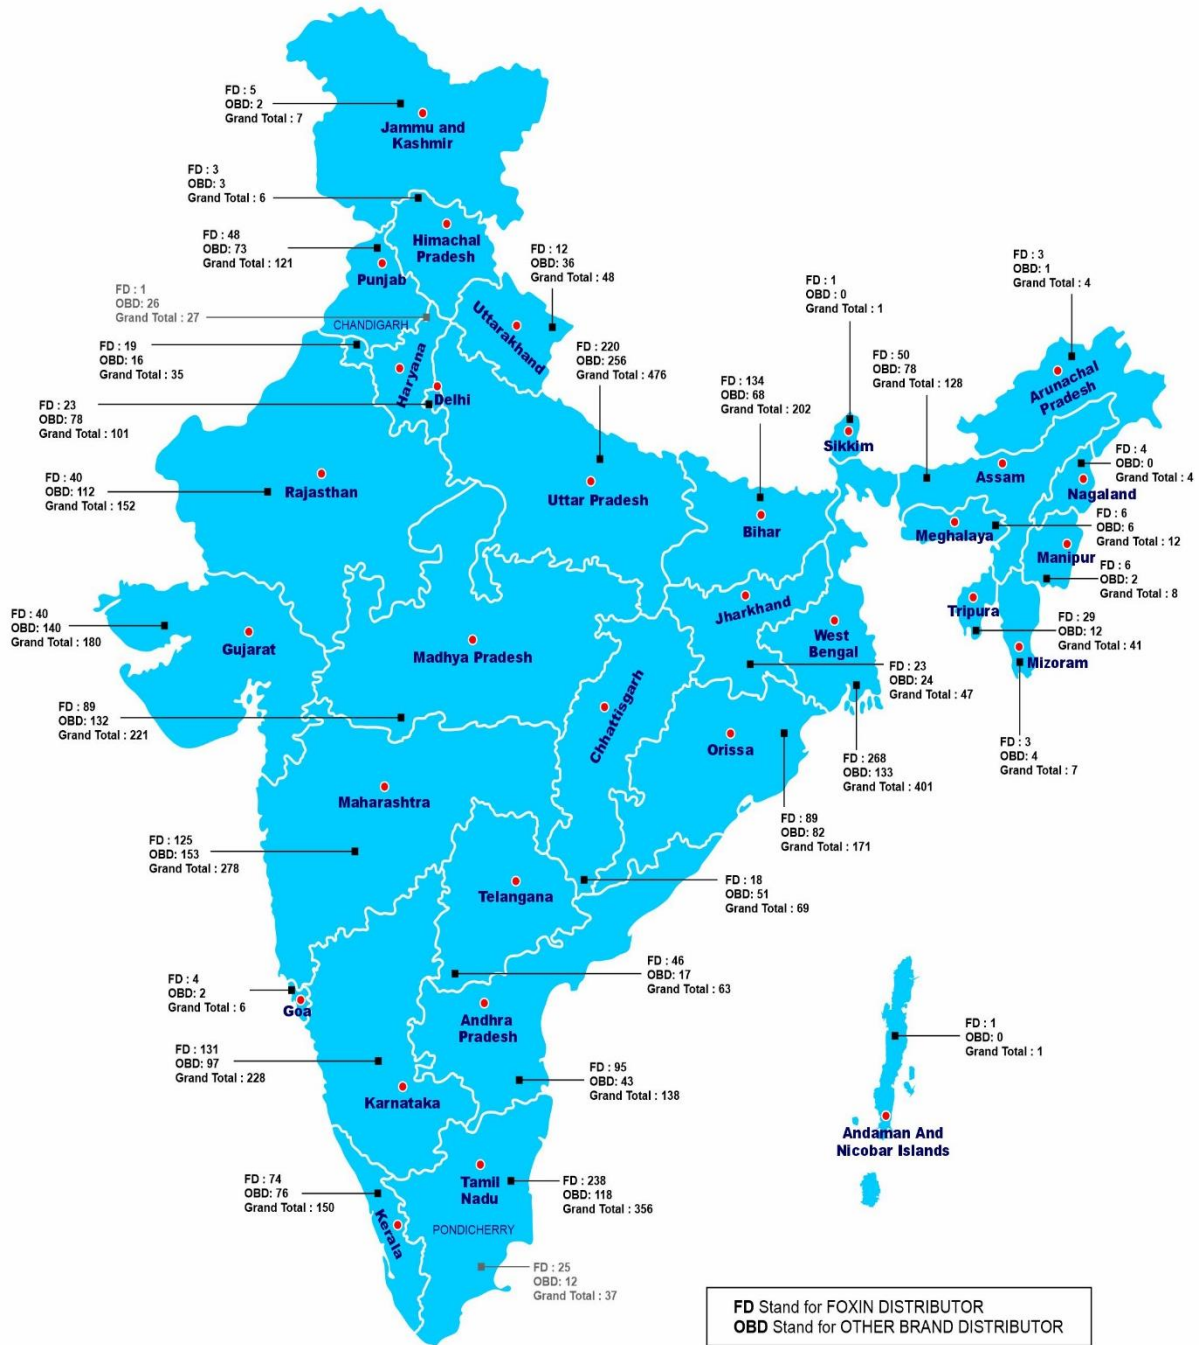 FD : 5
OBD: 2
Grand Total : 7
Jammu and
Kashmir
FD : 3
OBD: 3
Grand Total : 6
Himachal
Pradesh
FD : 48
OBD: 73
Grand Total : 121
Punjab
FD : 12
OBD: 36
Grand Total : 48
Uttarakhand
FD : 1
OBD: 26
Grand Total : 27
CHANDIGARH
FD : 19
OBD: 16
Grand Total : 35
Haryana
FD : 23
OBD: 78
Grand Total : 101
Delhi
FD : 220
OBD: 256
Grand Total : 476
Uttar Pradesh
FD : 134
OBD: 68
Grand Total : 202
Bihar
FD : 1
OBD : 0
Grand Total : 1
Sikkim
FD : 50
OBD: 78
Grand Total : 128
Assam
FD : 3
OBD: 1
Grand Total : 4
Arunachal
Pradesh
FD : 4
OBD: 0
Grand Total : 4
Nagaland
FD : 6
OBD: 6
Grand Total : 12
Meghalaya
Manipur
FD : 6
OBD: 2
Grand Total : 8
Tripura
FD : 29
OBD: 12
Grand Total : 41
Mizoram
FD : 3
OBD: 4
Grand Total : 7
FD : 40
OBD: 112
Grand Total : 152
Rajasthan
FD : 40
OBD: 140
Grand Total : 180
Gujarat
Madhya Pradesh
FD : 89
OBD: 132
Grand Total : 221
Jharkhand
FD : 23
OBD: 24
Grand Total : 47
West
Bengal
FD : 268
OBD: 133
Grand Total : 401
Chhattisgarh
Orissa
FD : 89
OBD: 82
Grand Total : 171
Maharashtra
FD : 125
OBD: 153
Grand Total : 278
FD : 18
OBD: 51
Grand Total : 69
Telangana
FD : 46
OBD: 17
Grand Total : 63
FD : 4
OBD: 2
Grand Total : 6
Goa
Andhra
Pradesh
FD : 95
OBD: 43
Grand Total : 138
FD : 131
OBD: 97
Grand Total : 228
Karnataka
FD : 1
OBD: 0
Grand Total : 1
Andaman And
Nicobar Islands
FD : 74
OBD: 76
Grand Total : 150
Kerala
Tamil
Nadu
FD : 238
OBD: 118
Grand Total : 356
PONDICHERRY
FD : 25
OBD: 12
Grand Total : 37
FD Stand for FOXIN DISTRIBUTOR
OBD Stand for OTHER BRAND DISTRIBUTOR